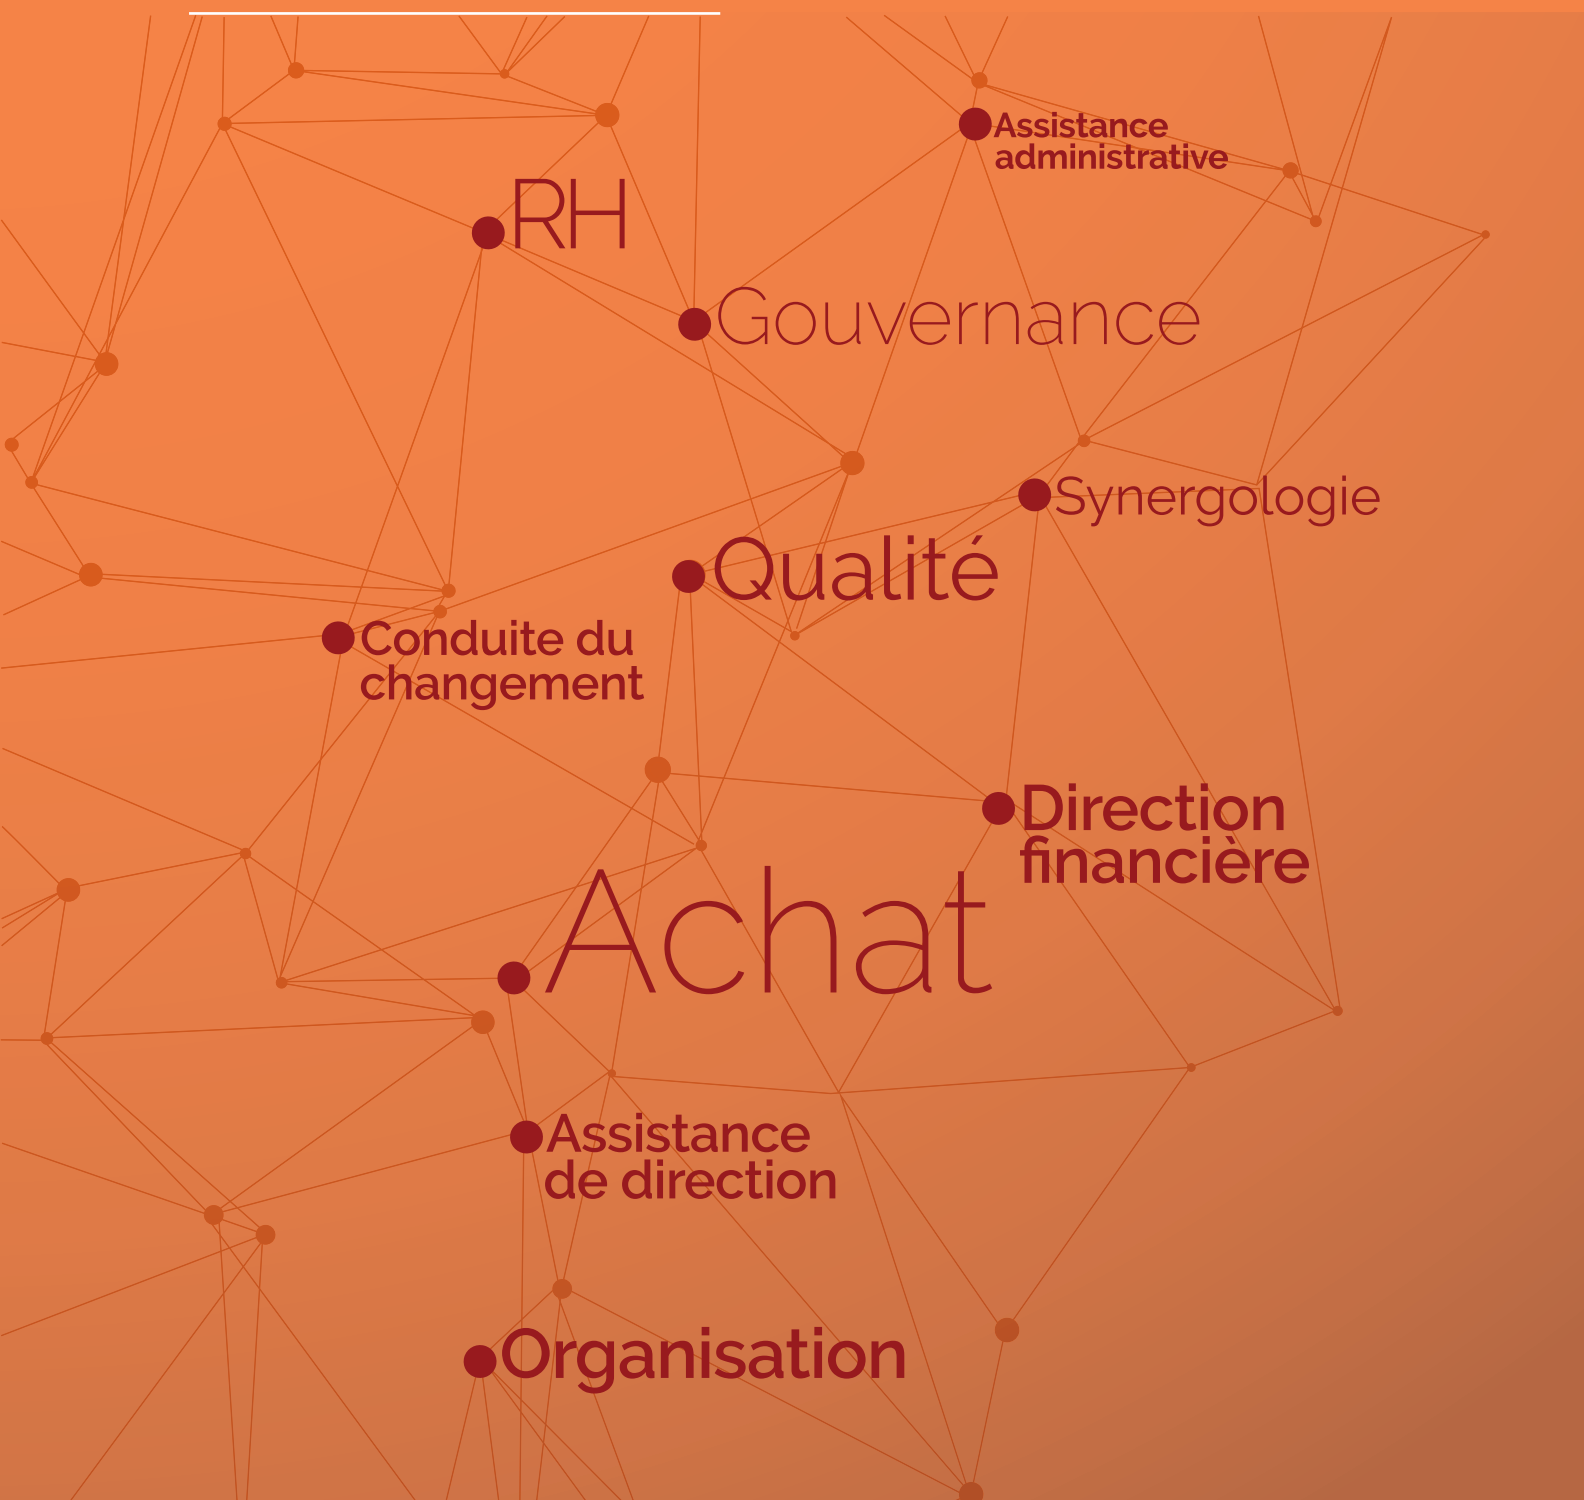 Assistance
administrative
RH
Gouvernance
Synergologie
Qualité
Conduite du
changement
Direction
financière
Achat
Assistance
de direction
Organisation